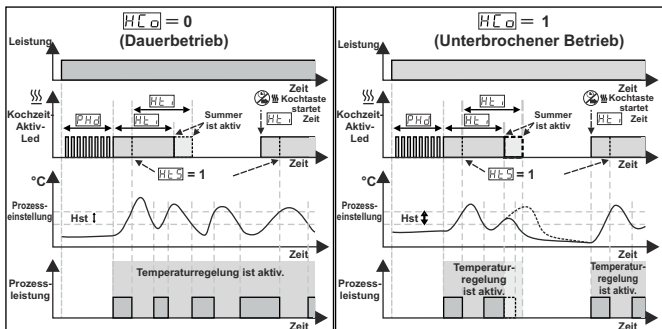 HCo = 0
(Dauerbetrieb)
Leistung
Zeit
Kochzeit-
Aktiv-
Led
PHd
Ht i
Ht i
Summer
ist aktiv
Kochtaste
startet
Ht i Zeit
HtS = 1
Zeit
°C
Prozess-
einstellung
Hst
Zeit
Temperaturregelung ist aktiv.
Prozess-
leistung
Zeit
HCo = 1
(Unterbrochener Betrieb)
Leistung
Zeit
Kochzeit-
Aktiv-
Led
PHd
Ht i
Ht i
Summer
ist aktiv
Kochtaste
startet
Ht i Zeit
HtS = 1
Zeit
°C
Prozess-
einstellung
Hst
Zeit
Temperatur-
regelung
ist aktiv.
Temperatur-
regelung
ist aktiv.
Prozess-
leistung
Zeit